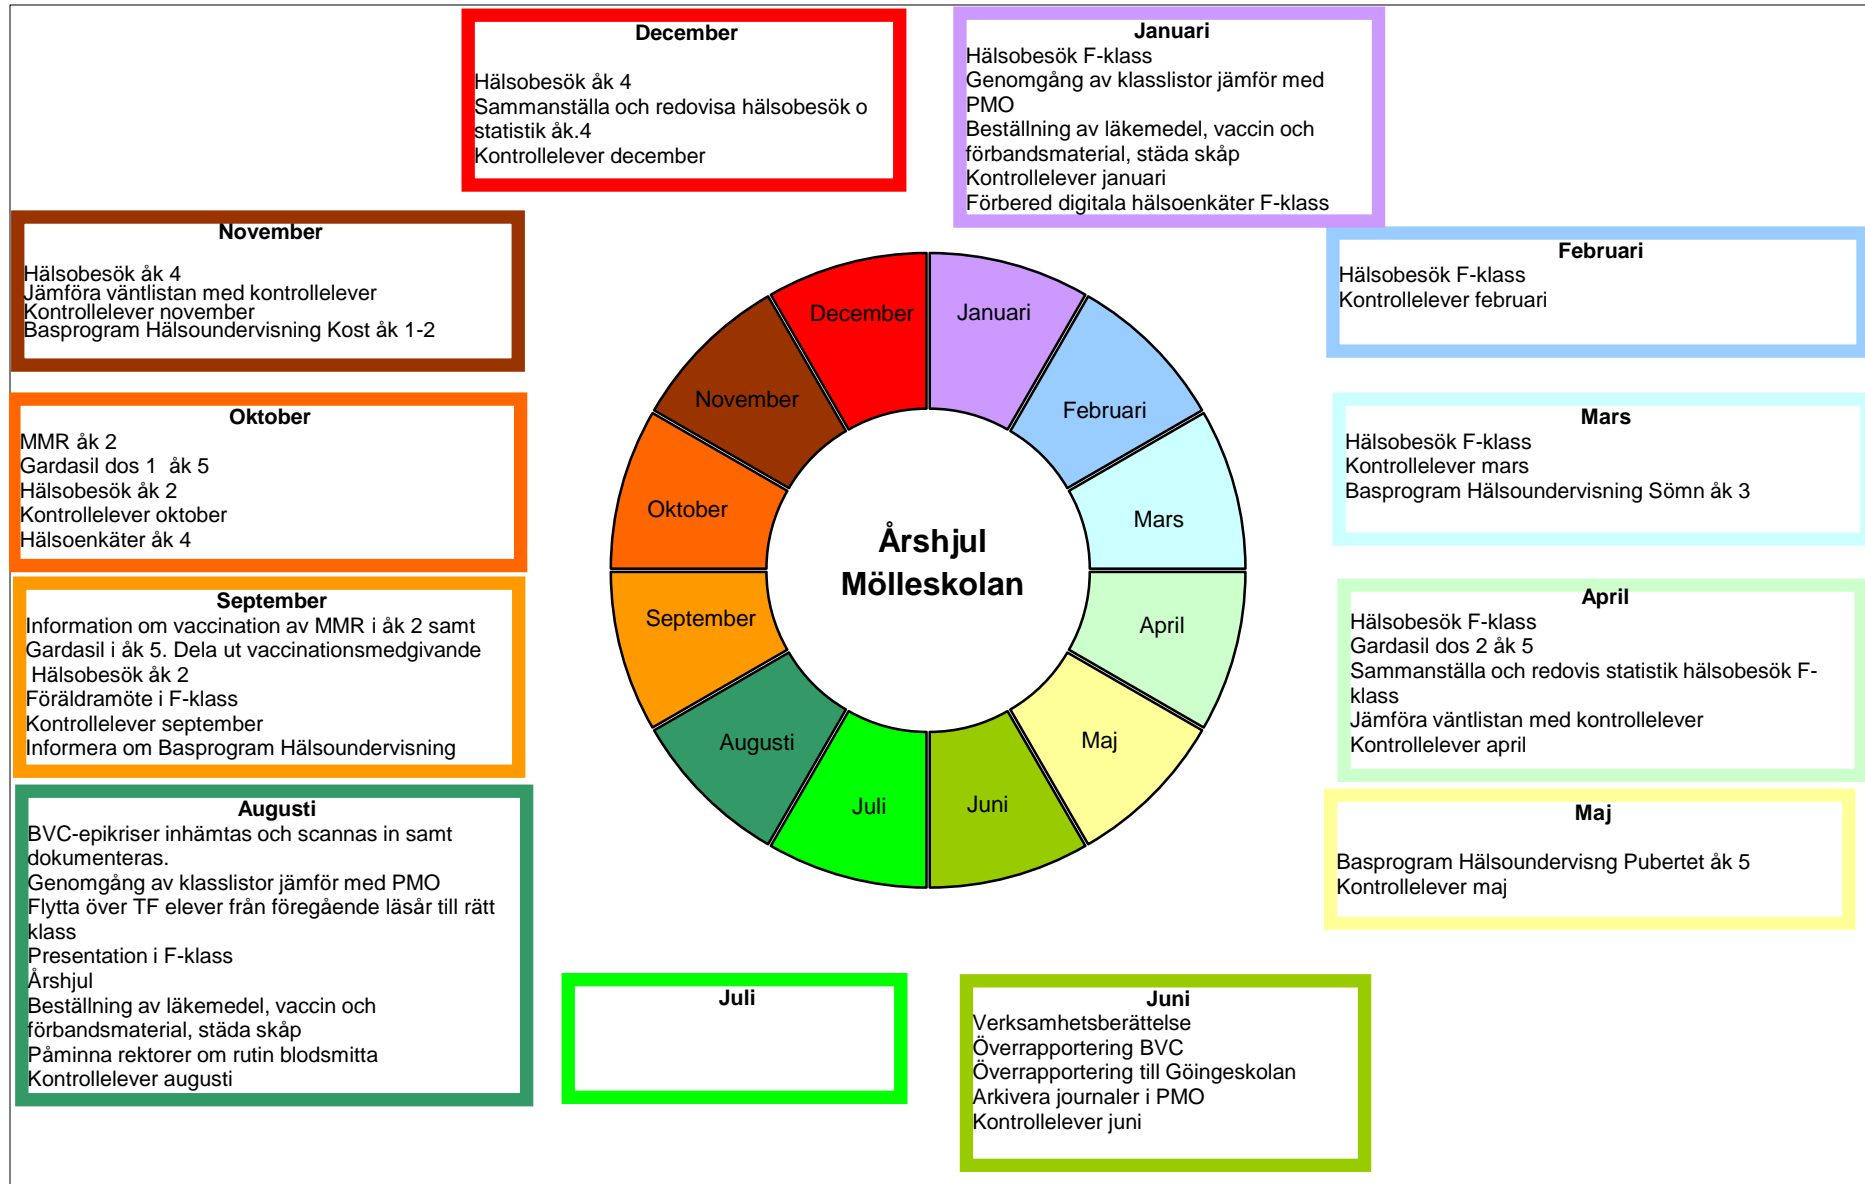 December
Hälsobesök åk 4
Sammanställa och redovisa hälsobesök o
statistik åk.4
Kontrollelever december
Januari
Hälsobesök F-klass
Genomgång av klasslistor jämför med
PMO
Beställning av läkemedel, vaccin och
förbandsmaterial, städa skåp
Kontrollelever januari
Förbered digitala hälsoenkäter F-klass
November
Hälsobesök åk 4
Jämföra väntlistan med kontrollelever
Kontrollelever november
Basprogram Hälsoundervisning Kost åk 1-2
Februari
Hälsobesök F-klass
Kontrollelever februari
Oktober
MMR åk 2
Gardasil dos 1  åk 5
Hälsobesök åk 2
Kontrollelever oktober
Hälsoenkäter åk 4
Mars
Hälsobesök F-klass
Kontrollelever mars
Basprogram Hälsoundervisning Sömn åk 3
September
Information om vaccination av MMR i åk 2 samt
Gardasil i åk 5. Dela ut vaccinationsmedgivande
Hälsobesök åk 2
Föräldramöte i F-klass
Kontrollelever september
Informera om Basprogram Hälsoundervisning
April
Hälsobesök F-klass
Gardasil dos 2 åk 5
Sammanställa och redovis statistik hälsobesök F-
klass
Jämföra väntlistan med kontrollelever
Kontrollelever april
Augusti
BVC-epikriser inhämtas och scannas in samt
dokumenteras.
Genomgång av klasslistor jämför med PMO
Flytta över TF elever från föregående läsår till rätt
klass
Presentation i F-klass
Årshjul
Beställning av läkemedel, vaccin och
förbandsmaterial, städa skåp
Påminna rektorer om rutin blodsmitta
Kontrollelever augusti
Maj
Basprogram Hälsoundervisng Pubertet åk 5
Kontrollelever maj
Juli
Juni
Verksamhetsberättelse
Överrapportering BVC
Överrapportering till Göingeskolan
Arkivera journaler i PMO
Kontrollelever juni
Årshjul
Mölleskolan
Januari
Februari
Mars
April
Maj
Juni
Juli
Augusti
September
Oktober
November
December